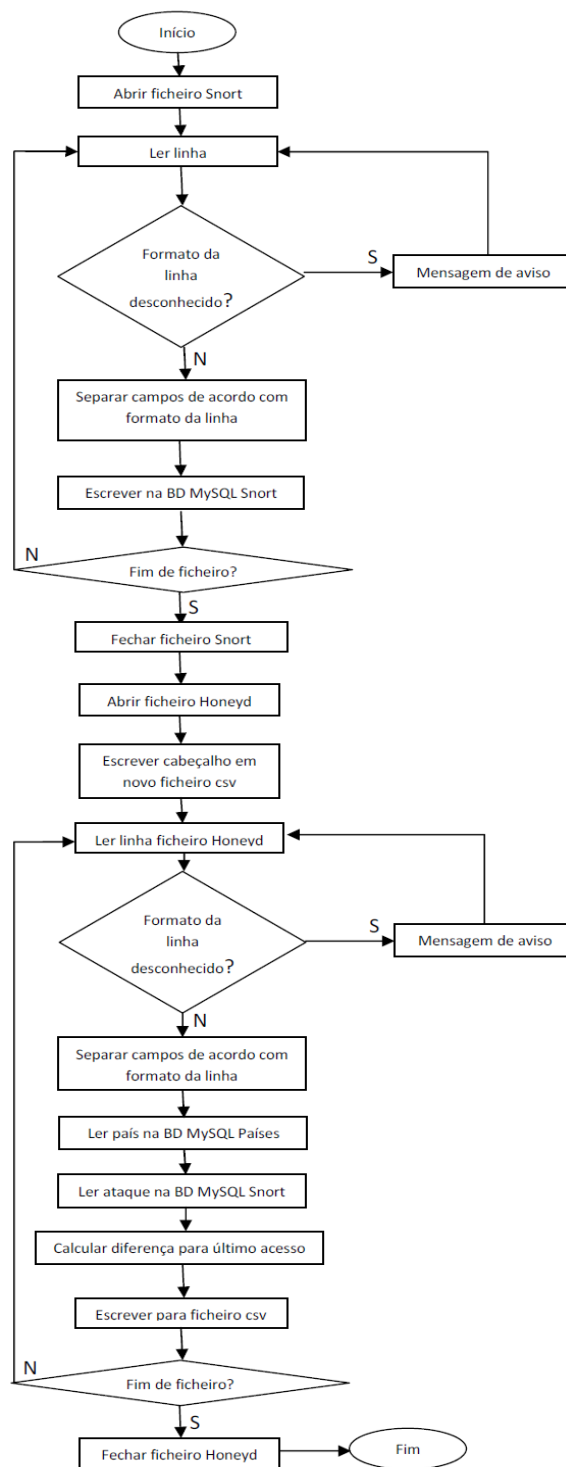 Início
Abrir ficheiro Snort
Ler linha
Formato da
linha
desconhecido?
S
Mensagem de aviso
N
Separar campos de acordo com
formato da linha
Escrever na BD MySQL Snort
N
Fim de ficheiro?
S
Fechar ficheiro Snort
Abrir ficheiro Honeyd
Escrever cabeçalho em
novo ficheiro csv
Ler linha ficheiro Honeyd
Formato da
linha
desconhecido?
S
Mensagem de aviso
N
Separar campos de acordo com
formato da linha
Ler país na BD MySQL Países
Ler ataque na BD MySQL Snort
Calcular diferença para último acesso
Escrever para ficheiro csv
N
Fim de ficheiro?
S
Fechar ficheiro Honeyd
Fim